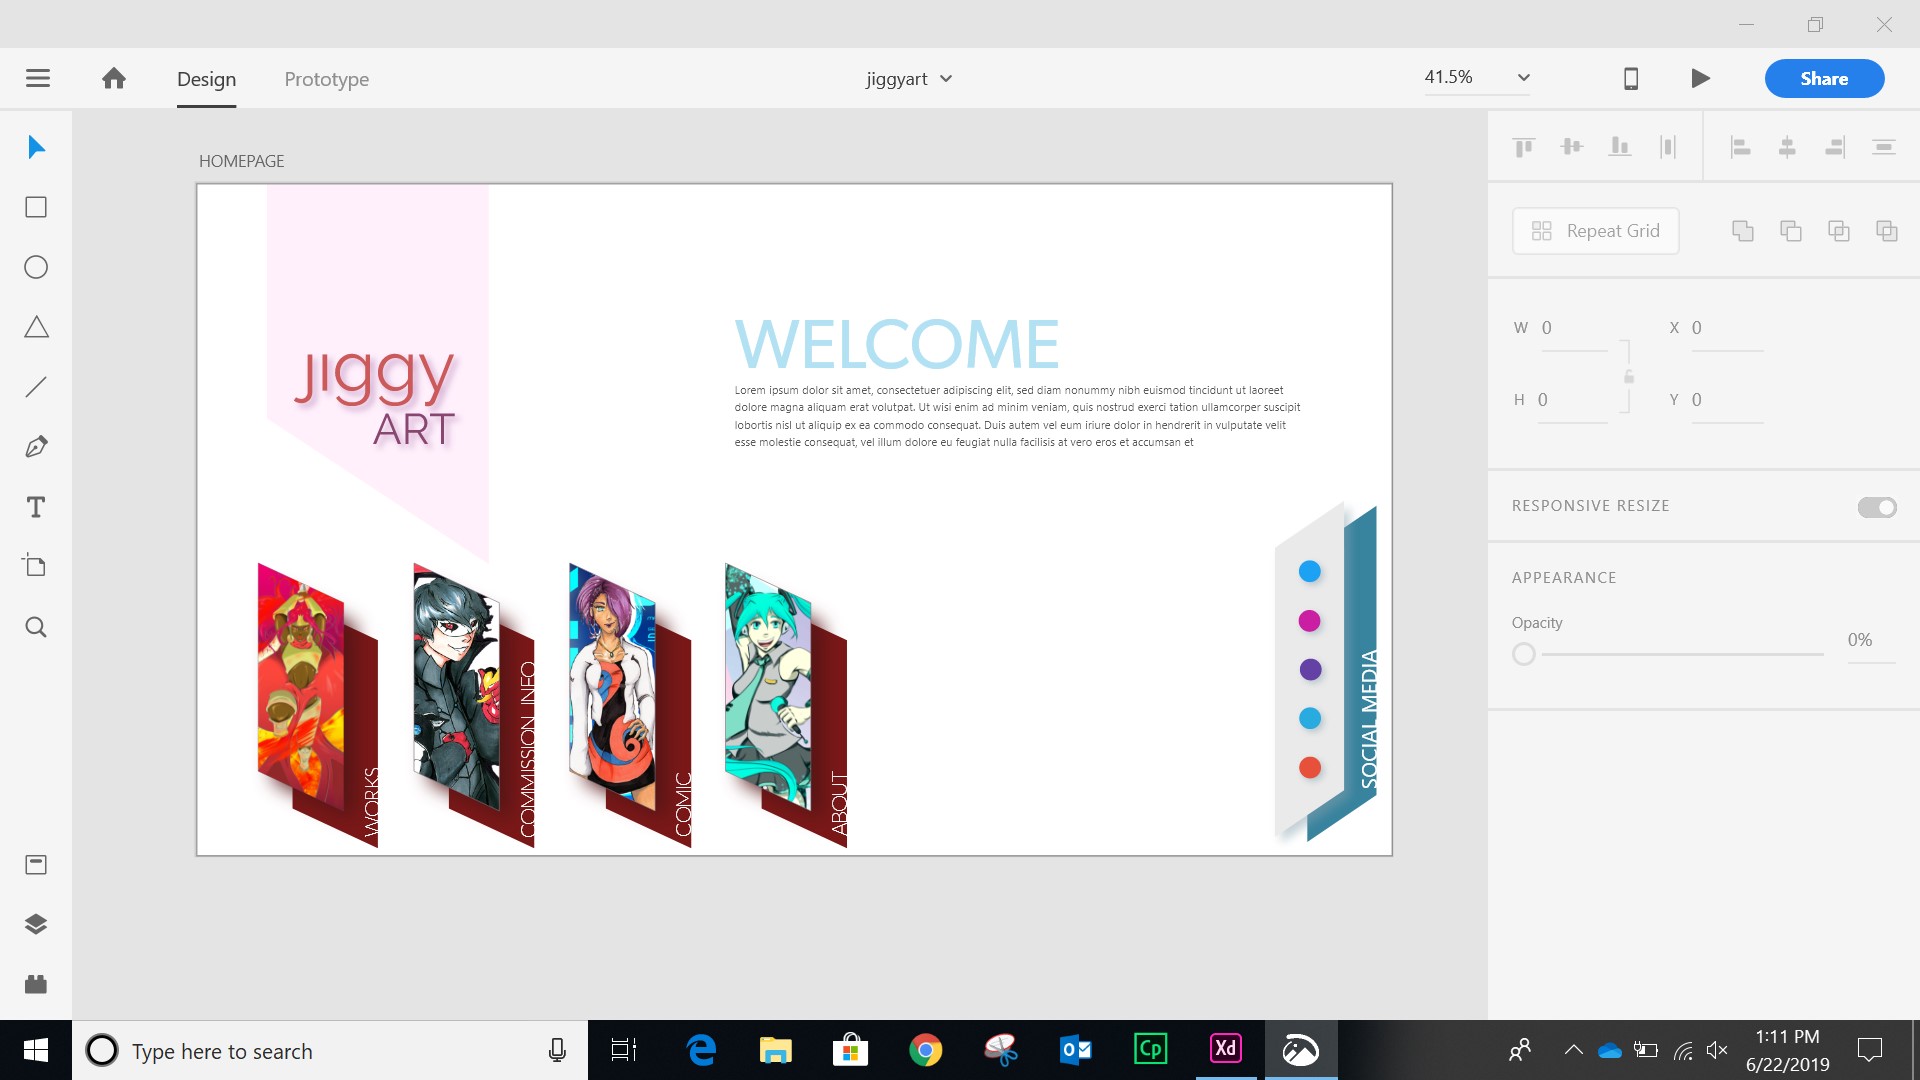 Design
Prototype
jiggyart
41.5%
Share
HOMEPAGE
Repeat Grid
W 0
X 0
H 0
Y 0
RESPONSIVE RESIZE
APPEARANCE
Opacity
0%
Jiggy
ART
WELCOME
Lorem ipsum dolor sit amet, consectetuer adipiscing elit, sed diam nonummy nibh euismod tincidunt ut laoreet
dolore magna aliquam erat volutpat. Ut wisi enim ad minim veniam, quis nostrud exerci tation ullamcorper suscipit
lobortis nisl ut aliquip ex ea commodo consequat. Duis autem vel eum iriure dolor in hendrerit in vulputate velit
esse molestie consequat, vel illum dolore eu feugiat nulla facilisis at vero eros et accumsan et
WORKS
COMMISSION INFO
COMIC
ABOUT
SOCIAL MEDIA
Type here to search
Cp
Xd
1:11 PM
6/22/2019